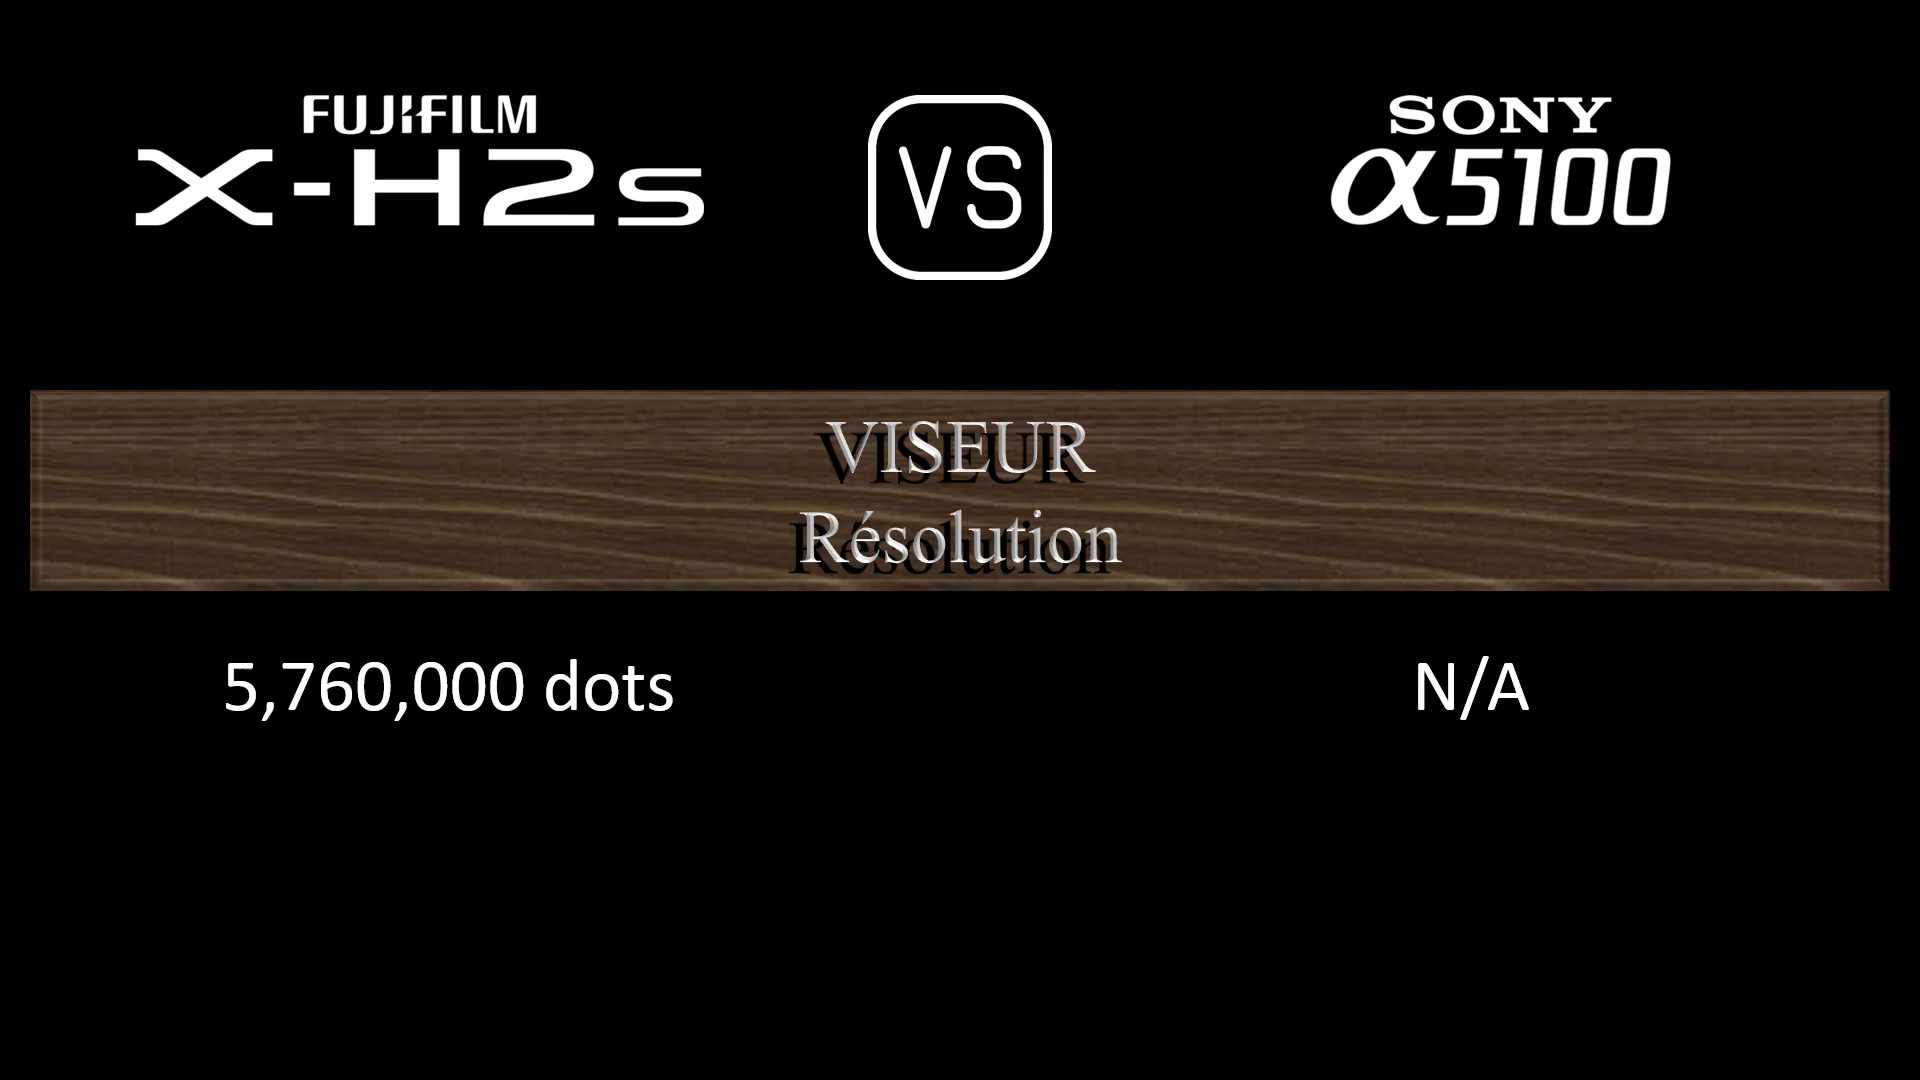 FUJIFILM
X-H2s
VS
SONY
α5100
VISEUR
Résolution
5,760,000 dots
N/A